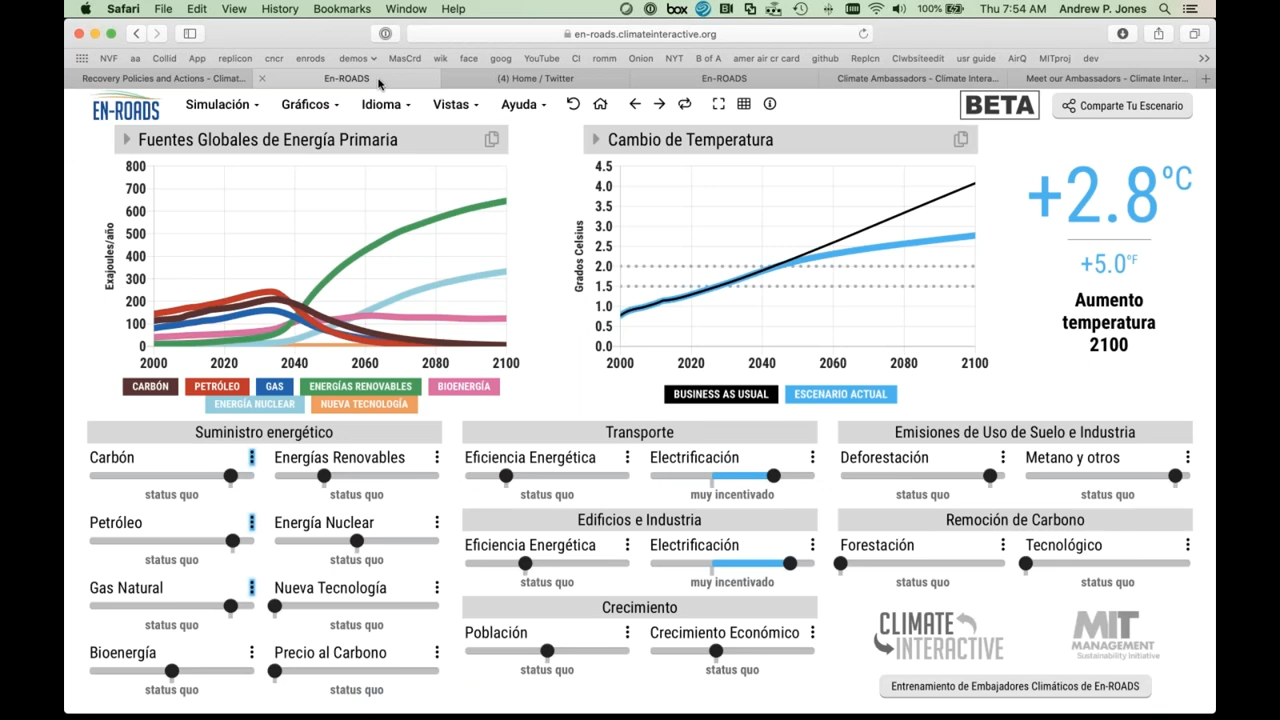 Safari File Edit View History Bookmarks Window Help box 100% Thu 7:54 AM Andrew P. Jones
en-roads.climateinteractive.org
NVF aa Collid App replicon cncr enrods demos MasCrd wik face goog YouTube CI romm Onion NYT B of A amer air cr card github Replcn Clwbofsteedit usr guide AirQ MITproj dev
Recovery Policies and Actions - Climat... En-ROADS (4) Home / Twitter En-ROADS Climate Ambassadors - Climate Intera... Meet our Ambassadors - Climate Inter...
EN-ROADS Simulación Gráficos Idioma Vistas Ayuda BETA Comparte Tu Escenario
Fuentes Globales de Energía Primaria
800
700
600
500
400
300
200
100
0
Exajoules/año
2000 2020 2040 2060 2080 2100
CARBÓN PETRÓLEO GAS ENERGÍAS RENOVABLES BIOENERGÍA
ENERGÍA NUCLEAR NUEVA TECNOLOGÍA
Cambio de Temperatura
4.5
4.0
3.5
3.0
2.5
2.0
1.5
1.0
0.5
0.0
Grados Celsius
2000 2020 2040 2060 2080 2100
BUSINESS AS USUAL ESCENARIO ACTUAL
+2.8°C
+5.0°F
Aumento
temperatura
2100
Suministro energético
Carbón Energías Renovables
status quo status quo
Petróleo Energía Nuclear
status quo status quo
Gas Natural Nueva Tecnología
status quo status quo
Bioenergía Precio al Carbono
status quo status quo
Transporte
Eficiencia Energética Electrificación
status quo muy incentivado
Edificios e Industria
Eficiencia Energética Electrificación
status quo muy incentivado
Crecimiento
Población Crecimiento Económico
status quo status quo
Emisiones de Uso de Suelo e Industria
Deforestación Metano y otros
status quo status quo
Remoción de Carbono
Forestación Tecnológico
status quo status quo
CLIMATE
INTERACTIVE
MIT
MANAGEMENT
Sustainability Initiative
Entrenamiento de Embajadores Climáticos de En-ROADS